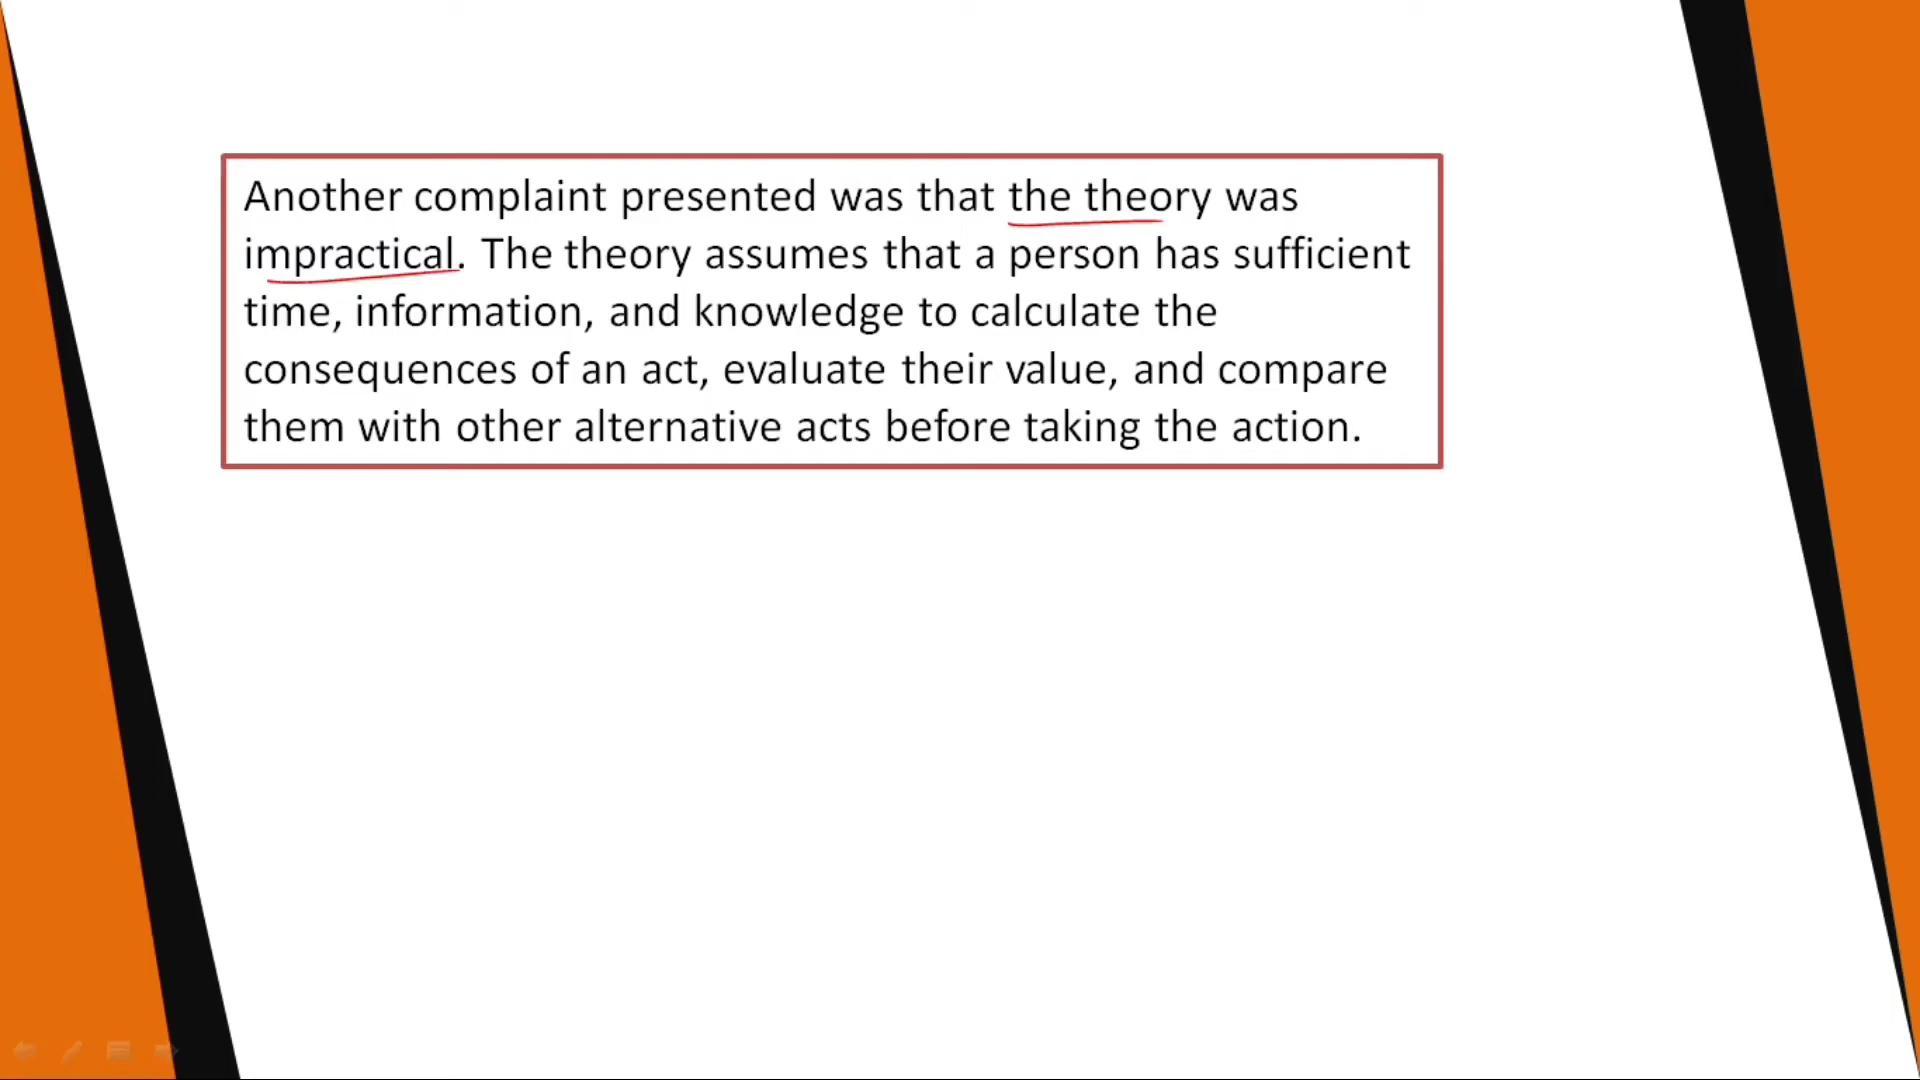 Another complaint presented was that the theory was
impractical. The theory assumes that a person has sufficient
time, information, and knowledge to calculate the
consequences of an act, evaluate their value, and compare
them with other alternative acts before taking the action.